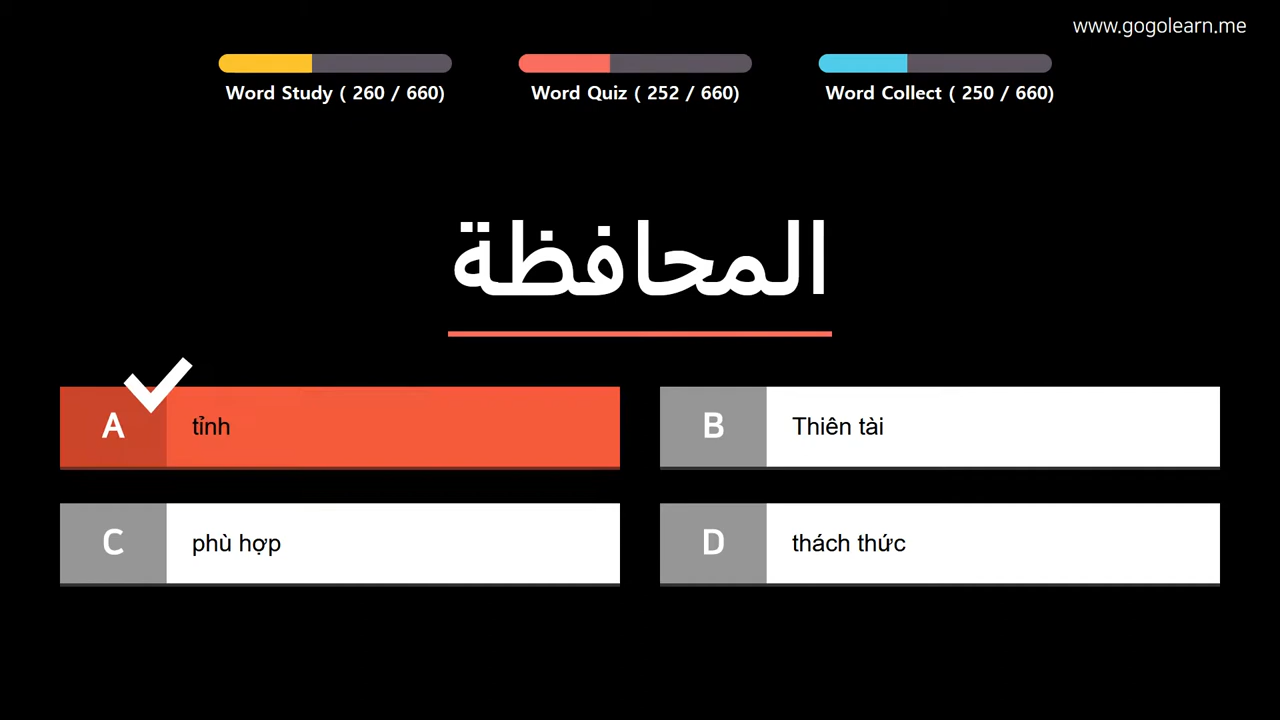 www.gogolearn.me
Word Study ( 260 / 660)
Word Quiz ( 252 / 660)
Word Collect ( 250 / 660)
المحافظة
A
tỉnh
B
Thiên tài
C
phù hợp
D
thách thức